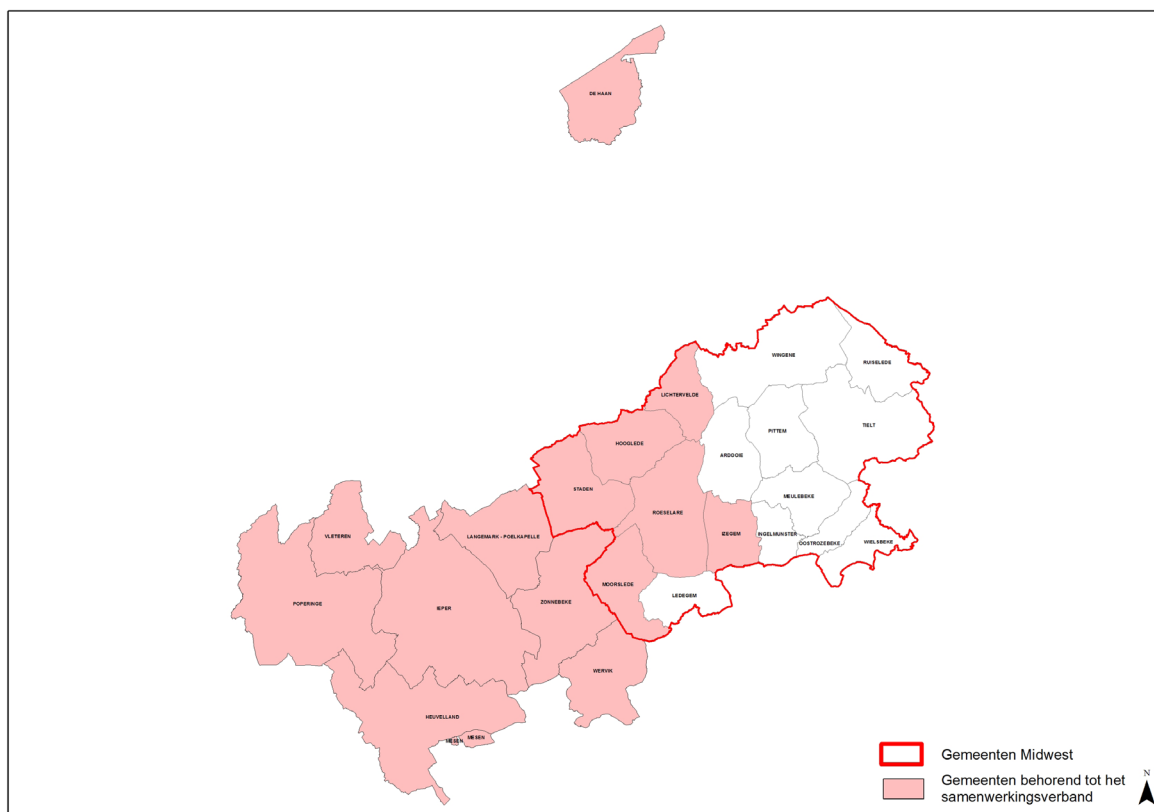 DE HAAN
WINGENE
RUISELEDE
LICHTERVELDE
TIELT
PITTEM
HOOGLEDE
ARDOOIE
STADEN
MEULEBEKE
ROESELARE
IZEGEM
INGELMUNSTER
VLETEREN
LANGEMARK - POELKAPELLE
OOSTROZEBEKE
WIELSBEKE
MOORSLEDE
LEDEGEM
POPERINGE
IEPER
ZONNEBEKE
WERVIK
HEUVELLAND
MESEN
MESEN
Gemeenten Midwest
Gemeenten behorend tot het
samenwerkingsverband
N